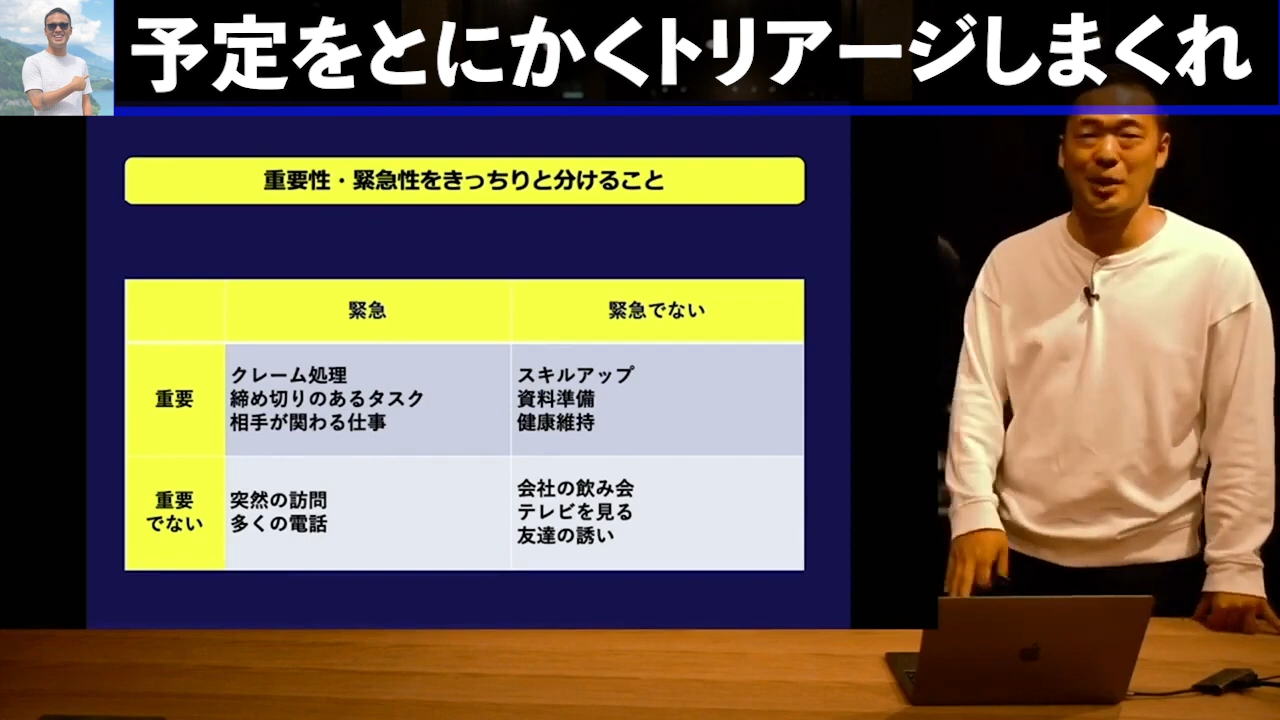 予定をとにかくトリアージしまくれ
重要性・緊急性をきっちりと分けること
緊急
緊急でない
重要
クレーム処理
締め切りのあるタスク
相手が関わる仕事
スキルアップ
資料準備
健康維持
重要
でない
突然の訪問
多くの電話
会社の飲み会
テレビを見る
友達の誘い